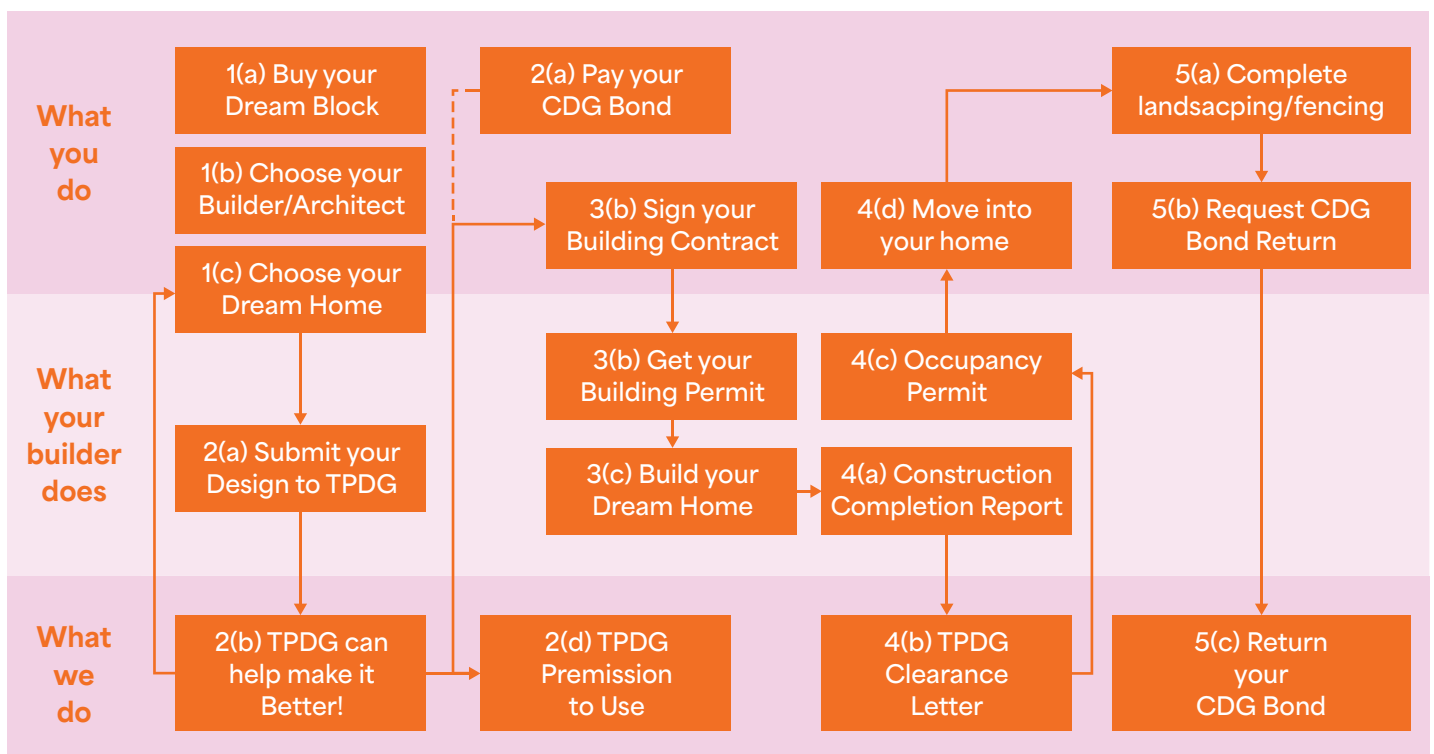 What
you
do
1(a) Buy your
Dream Block
1(b) Choose your
Builder/Architect
1(c) Choose your
Dream Home
2(a) Pay your
CDG Bond
3(b) Sign your
Building Contract
4(d) Move into
your home
5(a) Complete
landsacping/fencing
5(b) Request CDG
Bond Return
What
your
builder
does
2(a) Submit your
Design to TPDG
3(b) Get your
Building Permit
3(c) Build your
Dream Home
4(c) Occupancy
Permit
4(a) Construction
Completion Report
What
we
do
2(b) TPDG can
help make it
Better!
2(d) TPDG
Premission
to Use
4(b) TPDG
Clearance
Letter
5(c) Return
your
CDG Bond